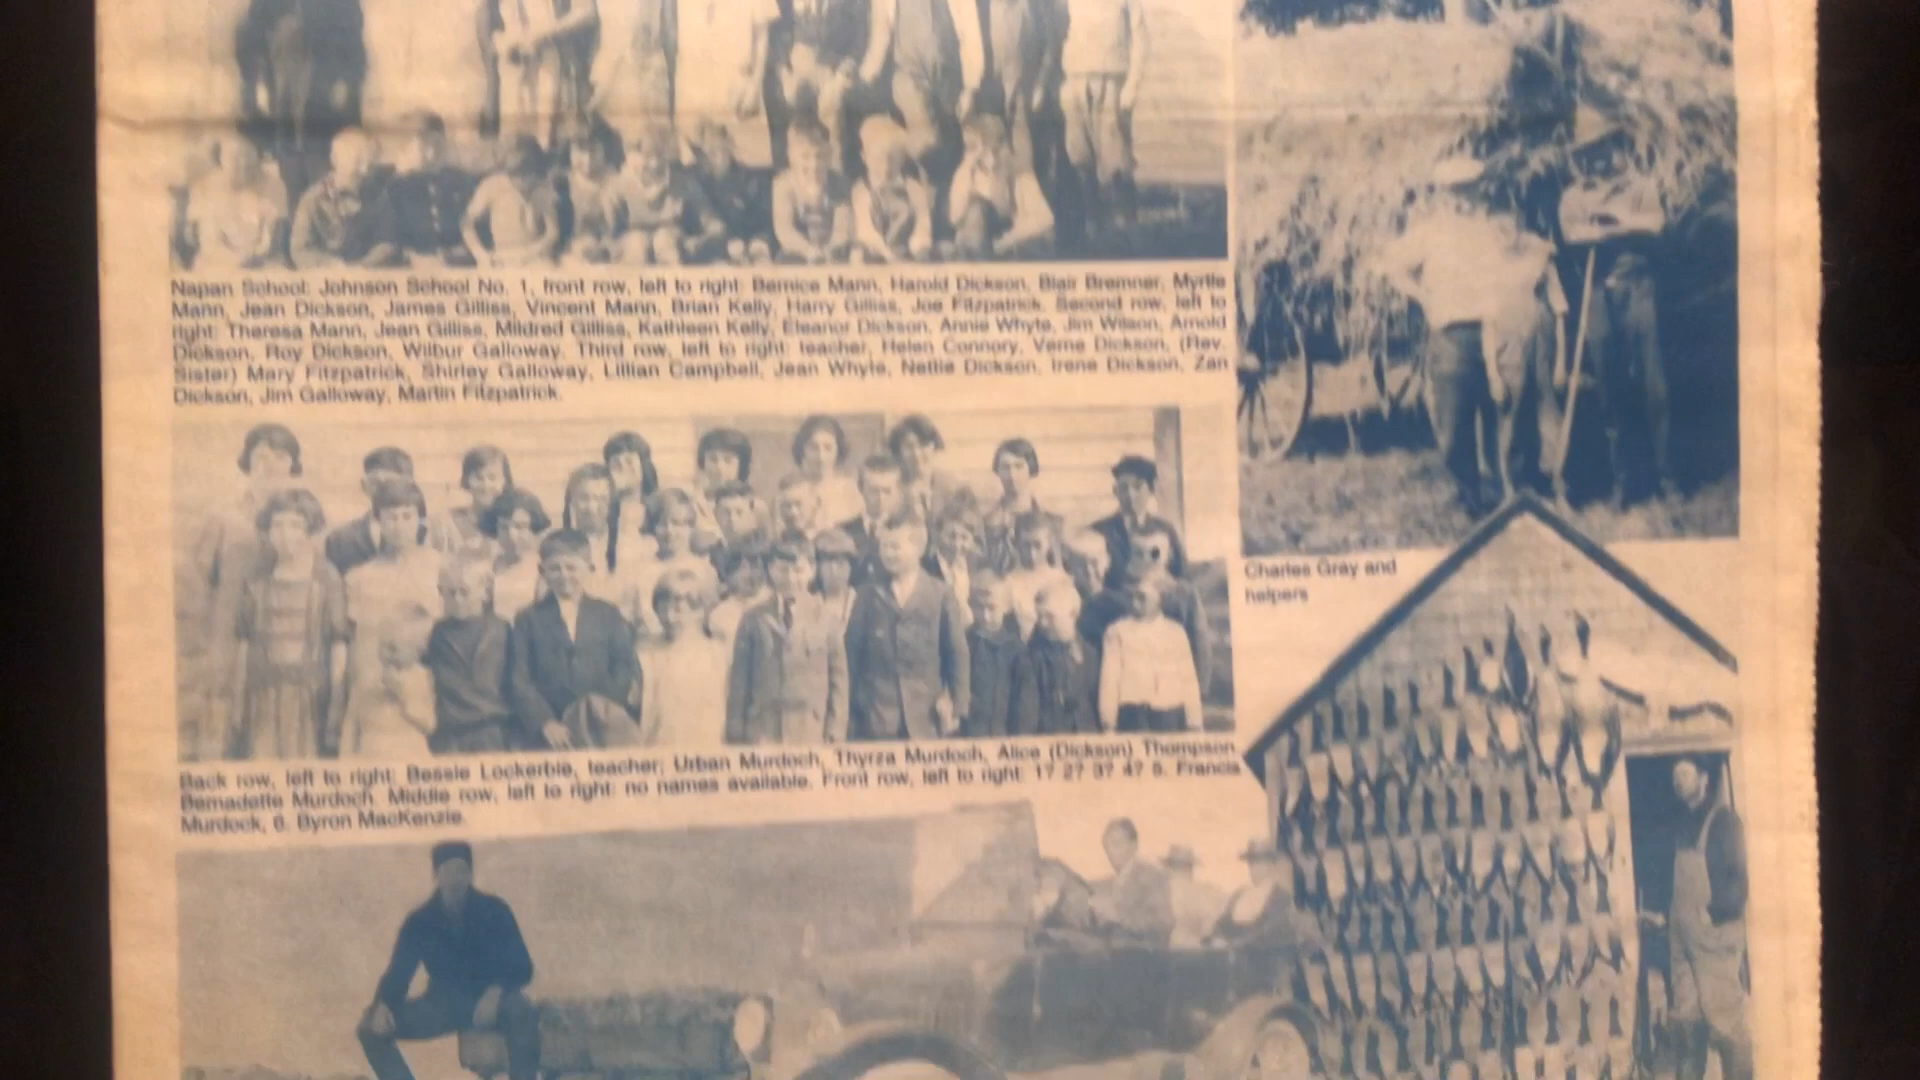 Napan School: Johnson School No. 1, front row, left to right: Bernice Mann, Harold Dickson, Blair Bremner, Myrtle
Mann, Jean Dickson, James Gilliss, Vincent Mann, Brian Kelly, Harry Gilliss, Joe Fitzpatrick. Second row, left to
right: Theresa Mann, Jean Gilliss, Mildred Gilliss, Kathleen Kelly, Eleanor Dickson, Annie Whyte, Jim Wilson, Arnold
Dickson, Roy Dickson, Wilbur Galloway. Third row, left to right: teacher, Helen Connory, Verne Dickson, (Rev.
Sister) Mary Fitzpatrick, Shirley Galloway, Lillian Campbell, Jean Whyte, Nettie Dickson, Irene Dickson, Zan
Dickson, Jim Galloway, Martin Fitzpatrick.
Back row, left to right: Bessie Lockerbie, teacher; Urban Murdoch, Thyrza Murdoch, Alice (Dickson) Thompson,
Bernadette Murdoch. Middle row, left to right: no names available. Front row, left to right: 1? 2? 3? 4? 5. Francis
Murdock, 6. Byron MacKenzie.
Charles Gray and
helpers